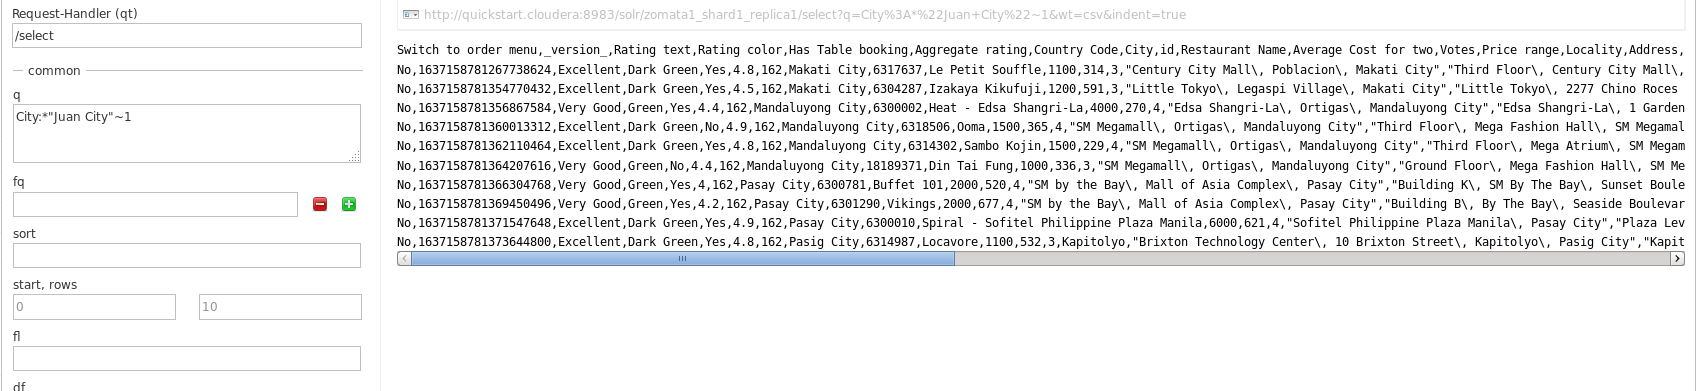 Request-Handler (qt)
/select
common
q
City:*"Juan City"~1
fq
sort
start, rows
0
10
fl
df
http://quickstart.cloudera:8983/solr/zomata1_shard1_replica1/select?q=City%3A*%22Juan+City%22~1&wt=csv&indent=true
Switch to order menu,_version_,Rating text,Rating color,Has Table booking,Aggregate rating,Country Code,City,id,Restaurant Name,Average Cost for two,Votes,Price range,Locality,Address,
No,1637158781267738624,Excellent,Dark Green,Yes,4.8,162,Makati City,6317637,Le Petit Souffle,1100,314,3,"Century City Mall\, Poblacion\, Makati City","Third Floor\, Century City Mall\,
No,1637158781354770432,Excellent,Dark Green,Yes,4.5,162,Makati City,6304287,Izakaya Kikufuji,1200,591,3,"Little Tokyo\, Legaspi Village\, Makati City","Little Tokyo\, 2277 Chino Roces
No,1637158781356867584,Very Good,Green,Yes,4.4,162,Mandaluyong City,6300002,Heat - Edsa Shangri-La,4000,270,4,"Edsa Shangri-La\, Ortigas\, Mandaluyong City","Edsa Shangri-La\, 1 Garden
No,1637158781360013312,Excellent,Dark Green,No,4.9,162,Mandaluyong City,6318506,Ooma,1500,365,4,"SM Megamall\, Ortigas\, Mandaluyong City","Third Floor\, Mega Fashion Hall\, SM Megamal
No,1637158781362110464,Excellent,Dark Green,Yes,4.8,162,Mandaluyong City,6314302,Sambo Kojin,1500,229,4,"SM Megamall\, Ortigas\, Mandaluyong City","Third Floor\, Mega Atrium\, SM Megam
No,1637158781364207616,Very Good,Green,No,4.4,162,Mandaluyong City,18189371,Din Tai Fung,1000,336,3,"SM Megamall\, Ortigas\, Mandaluyong City","Ground Floor\, Mega Fashion Hall\, SM Me
No,1637158781366304768,Very Good,Green,Yes,4,162,Pasay City,6300781,Buffet 101,2000,520,4,"SM by the Bay\, Mall of Asia Complex\, Pasay City","Building K\, SM By The Bay\, Sunset Boule
No,1637158781369450496,Very Good,Green,Yes,4.2,162,Pasay City,6301290,Vikings,2000,677,4,"SM by the Bay\, Mall of Asia Complex\, Pasay City","Building B\, By The Bay\, Seaside Boulevar
No,1637158781371547648,Excellent,Dark Green,Yes,4.9,162,Pasay City,6300010,Spiral - Sofitel Philippine Plaza Manila,6000,621,4,"Sofitel Philippine Plaza Manila\, Pasay City","Plaza Lev
No,1637158781373644800,Excellent,Dark Green,Yes,4.8,162,Pasig City,6314987,Locavore,1100,532,3,Kapitolyo,"Brixton Technology Center\, 10 Brixton Street\, Kapitolyo\, Pasig City","Kapit